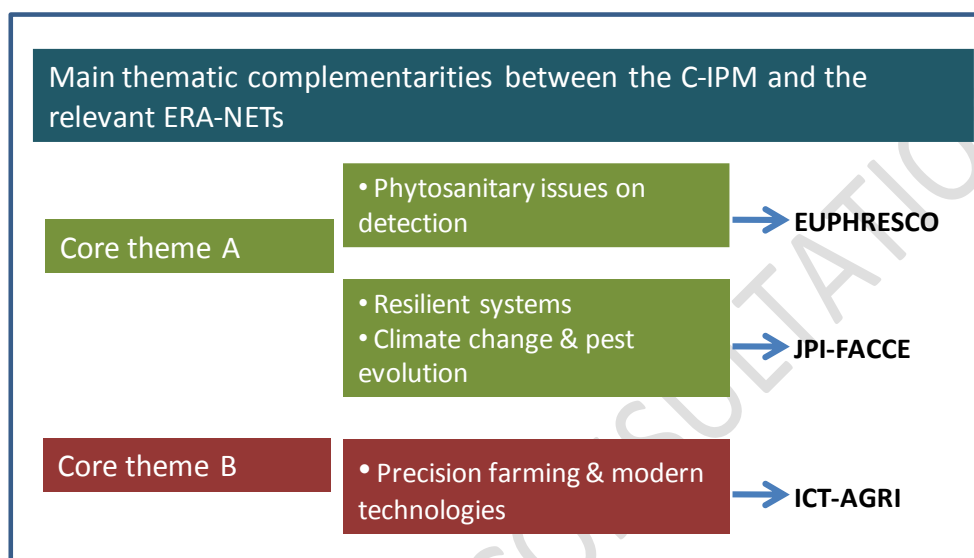 Main thematic complementarities between the C-IPM and the
relevant ERA-NETs
• Phytosanitary issues on
detection
EUPHRESCO
Core theme A
• Resilient systems
• Climate change & pest
evolution
JPI-FACCE
Core theme B
• Precision farming & modern
technologies
ICT-AGRI